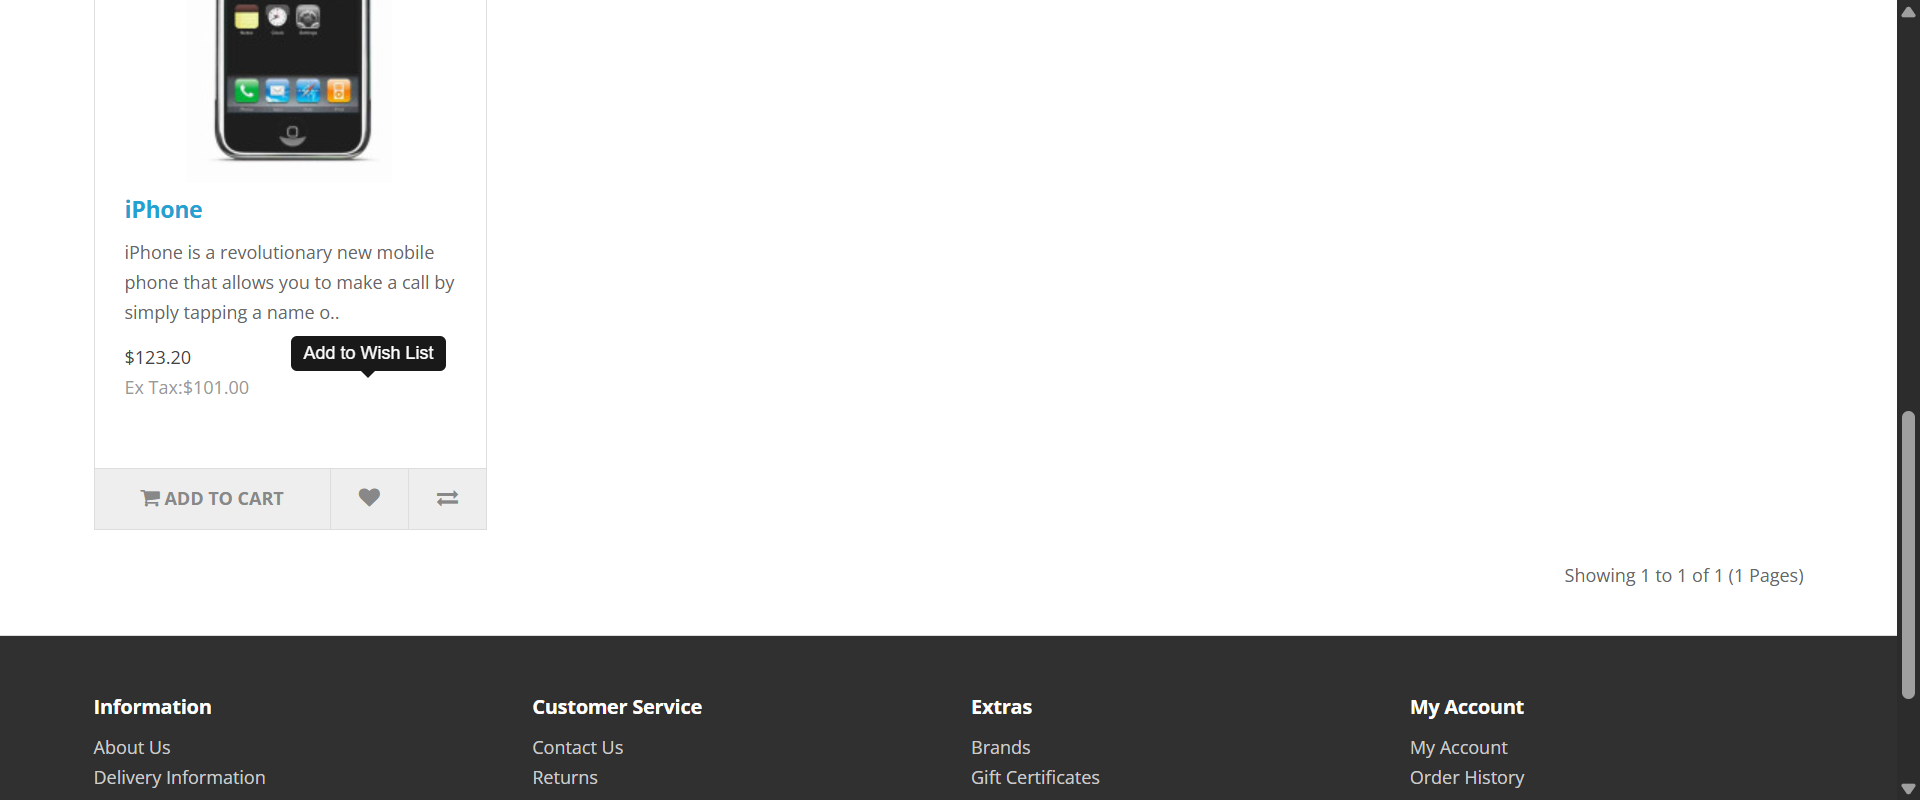 iPhone
iPhone is a revolutionary new mobile
phone that allows you to make a call by
simply tapping a name o..
$123.20
Add to Wish List
Ex Tax:$101.00
ADD TO CART
Showing 1 to 1 of 1 (1 Pages)
Information
About Us
Delivery Information
Customer Service
Contact Us
Returns
Extras
Brands
Gift Certificates
My Account
My Account
Order History